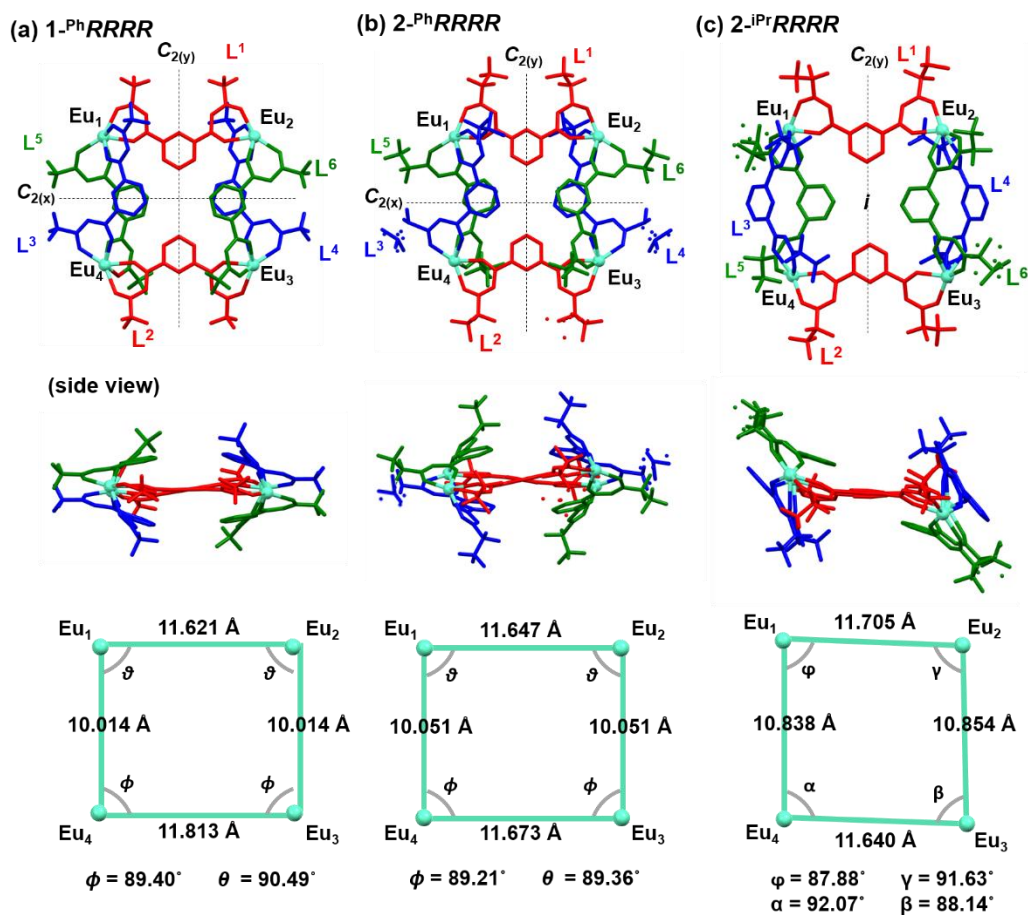 (a) 1-ᴾʰRRRR
C₂₍ᵧ₎
L¹
Eu₁
Eu₂
L⁵
L⁶
C₂₍ₓ₎
L³
L⁴
Eu₄
Eu₃
L²
(b) 2-ᴾʰRRRR
C₂₍ᵧ₎
L¹
Eu₁
Eu₂
L⁵
L⁶
C₂₍ₓ₎
L³
L⁴
Eu₄
Eu₃
L²
(c) 2-ⁱᴾʳRRRR
C₂₍ᵧ₎
L¹
Eu₁
Eu₂
L⁴
i
L³
L⁵
L⁶
Eu₄
Eu₃
L²
(side view)
11.621 Å
Eu₁
Eu₂
ϑ
ϑ
10.014 Å
10.014 Å
ϕ
ϕ
Eu₄
Eu₃
11.813 Å
ϕ = 89.40˚ θ = 90.49˚
11.647 Å
Eu₁
Eu₂
ϑ
ϑ
10.051 Å
10.051 Å
ϕ
ϕ
Eu₄
Eu₃
11.673 Å
ϕ = 89.21˚ θ = 89.36˚
11.705 Å
Eu₁
Eu₂
φ
γ
10.838 Å
10.854 Å
α
β
Eu₄
Eu₃
11.640 Å
φ = 87.88˚ γ = 91.63˚
α = 92.07˚ β = 88.14˚